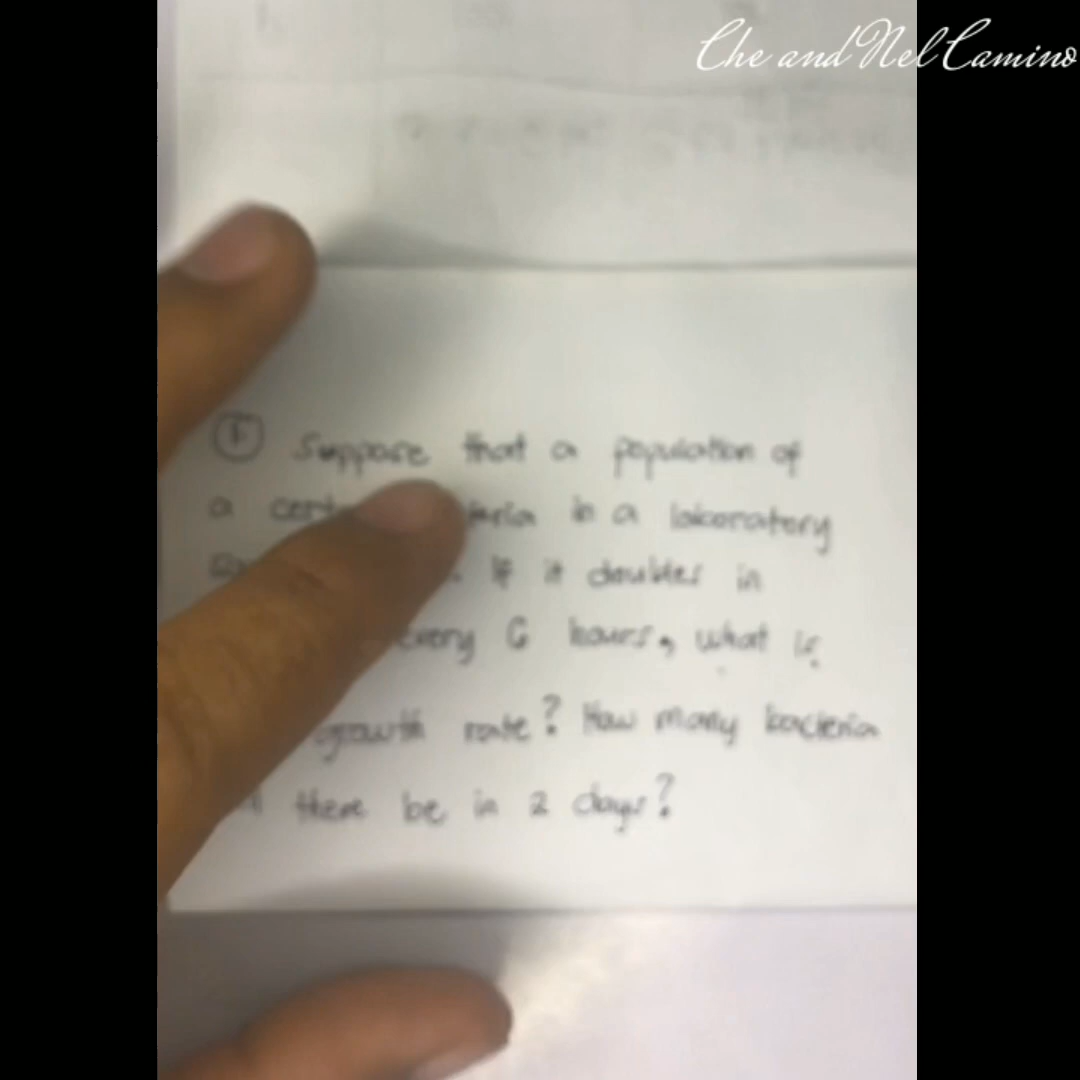 Che and Nel Camino
1 Suppose that a population of
a in a laboratory
. If it doubles in
every 6 hours, what is
growth rate? How many bacteria
there be in 2 days?